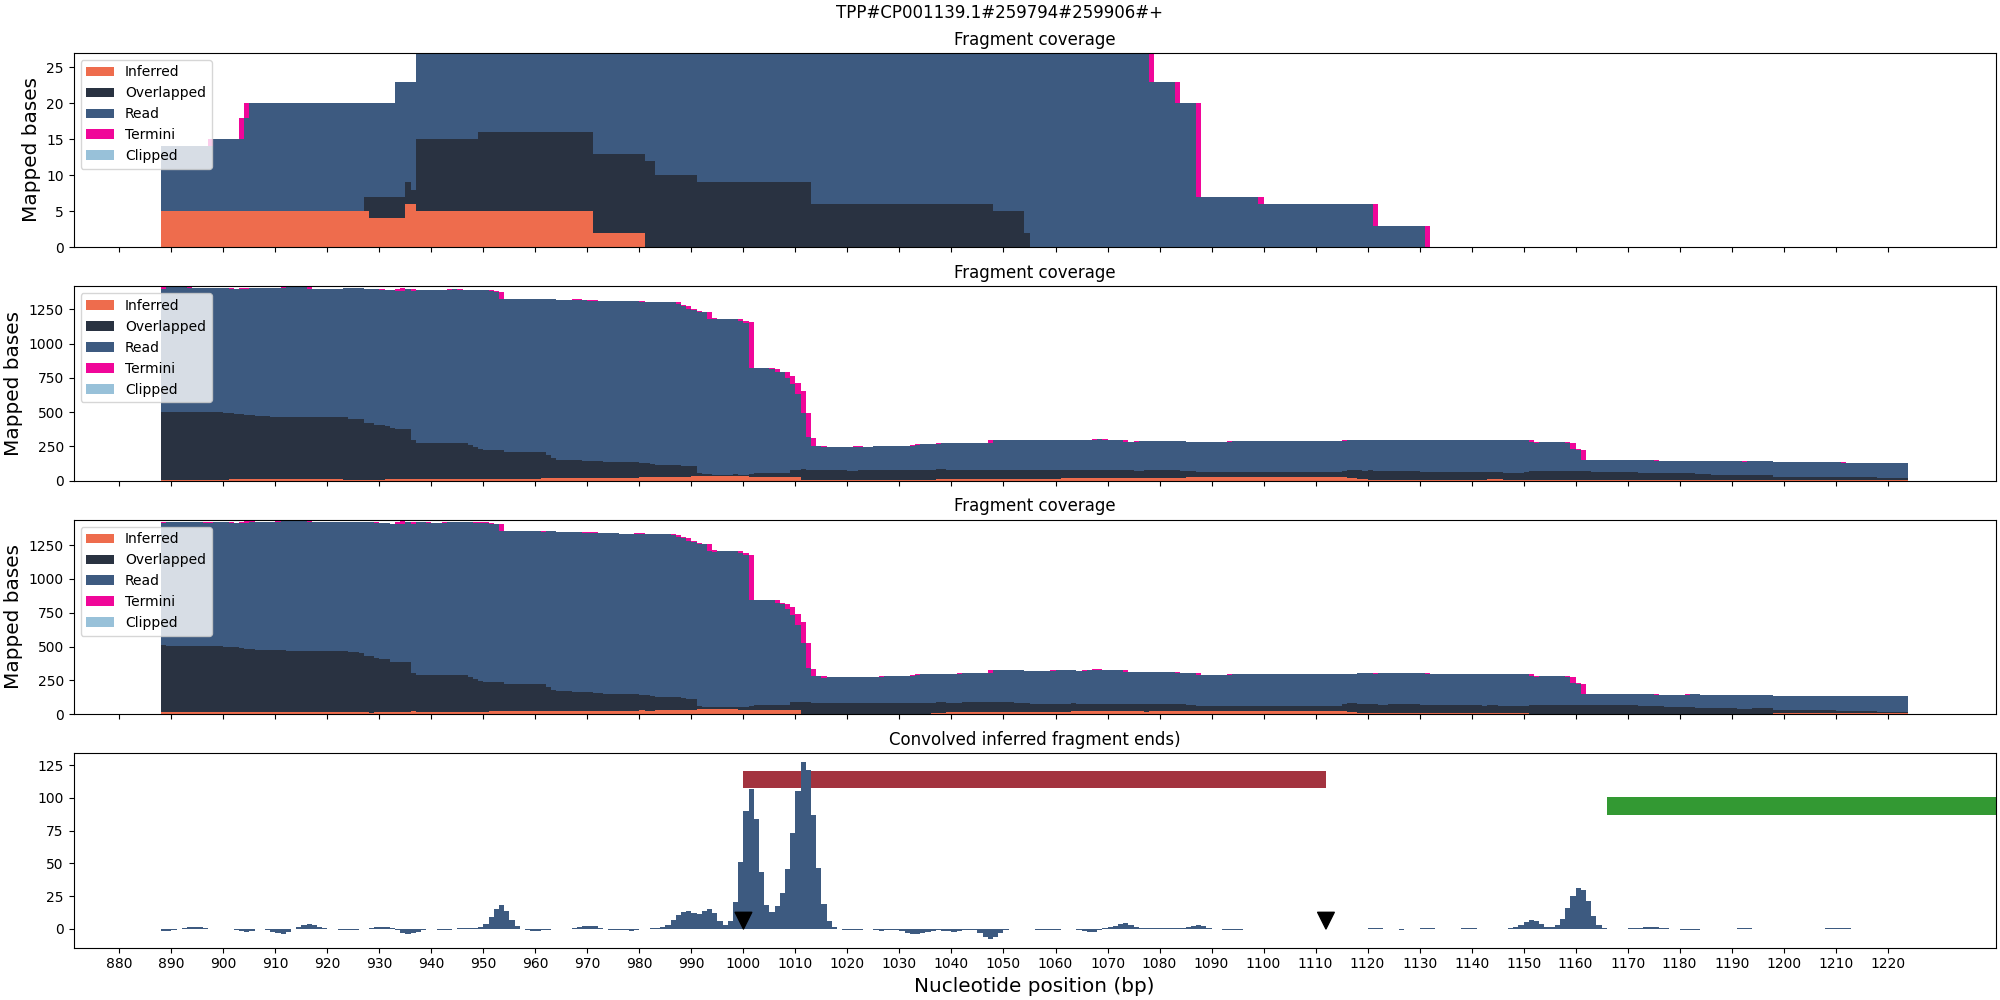 TPP#CP001139.1#259794#259906#+
Fragment coverage
Mapped bases
25
20
15
10
5
0
Inferred
Overlapped
Read
Termini
Clipped
Fragment coverage
Mapped bases
1250
1000
750
500
250
0
Inferred
Overlapped
Read
Termini
Clipped
Fragment coverage
Mapped bases
1250
1000
750
500
250
0
Inferred
Overlapped
Read
Termini
Clipped
Convolved inferred fragment ends)
125
100
75
50
25
0
880 890 900 910 920 930 940 950 960 970 980 990 1000 1010 1020 1030 1040 1050 1060 1070 1080 1090 1100 1110 1120 1130 1140 1150 1160 1170 1180 1190 1200 1210 1220
Nucleotide position (bp)